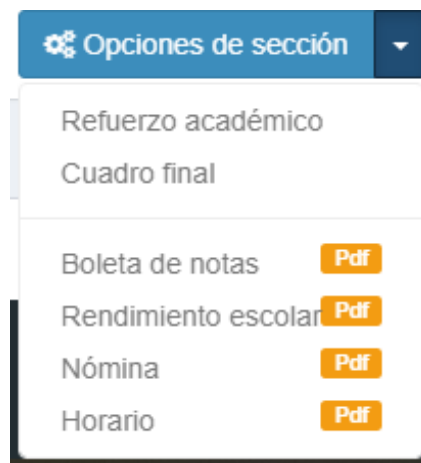 Opciones de sección
Refuerzo académico
Cuadro final
Boleta de notas Pdf
Rendimiento escolar Pdf
Nómina Pdf
Horario Pdf